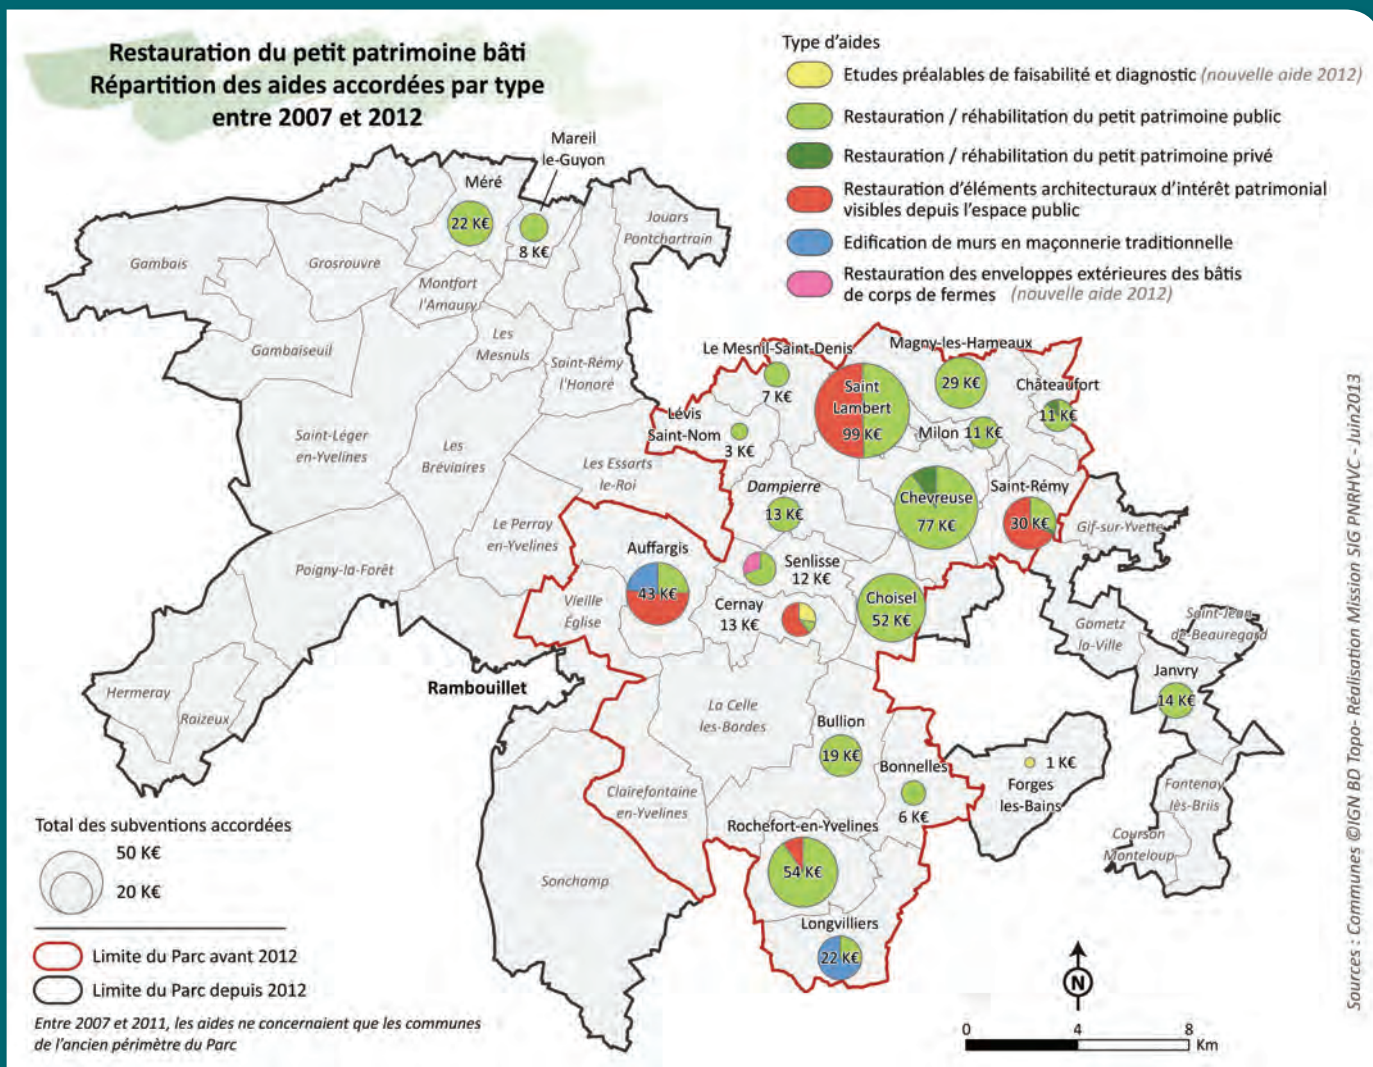 Restauration du petit patrimoine bâti
Répartition des aides accordées par type
entre 2007 et 2012
Type d'aides
Etudes préalables de faisabilité et diagnostic (nouvelle aide 2012)
Restauration / réhabilitation du petit patrimoine public
Restauration / réhabilitation du petit patrimoine privé
Restauration d'éléments architecturaux d'intérêt patrimonial
visibles depuis l'espace public
Edification de murs en maçonnerie traditionnelle
Restauration des enveloppes extérieures des bâtis
de corps de fermes (nouvelle aide 2012)
Mareil
le-Guyon
8 K€
Méré
22 K€
Jouars
Pontchartrain
Gambais
Grosrouvre
Montfort
l'Amaury
Gambaiseuil
Les
Mesnuls
Saint-Rémy
l'Honoré
Le Mesnil-Saint-Denis
7 K€
Magny-les-Hameaux
29 K€
Châteaufort
11 K€
Saint
Lambert
99 K€
Lévis
Saint-Nom
3 K€
Milon 11 K€
Saint-Léger
en-Yvelines
Les
Bréviaires
Les Essarts
le-Roi
Dampierre
13 K€
Chevreuse
77 K€
Saint-Rémy
30 K€
Gif-sur-Yvette
Le Perray
en-Yvelines
Auffargis
43 K€
Senlisse
12 K€
Poigny-la-Forêt
Vieille
Église
Cernay
13 K€
Choisel
52 K€
Gometz
la-Ville
Saint-Jean
de-Beauregard
Janvry
14 K€
Hermeray
Raizeux
Rambouillet
La Celle
les-Bordes
Bullion
19 K€
Bonnelles
6 K€
1 K€
Forges
les-Bains
Fontenay
lès-Briis
Courson
Monteloup
Clairefontaine
en-Yvelines
Rochefort-en-Yvelines
54 K€
Sonchamp
Longvilliers
22 K€
Total des subventions accordées
50 K€
20 K€
Limite du Parc avant 2012
Limite du Parc depuis 2012
Entre 2007 et 2011, les aides ne concernaient que les communes
de l'ancien périmètre du Parc
N
0 4 8
Km
Sources : Communes ©IGN BD Topo- Réalisation Mission SIG PNRHVC - Juin2013